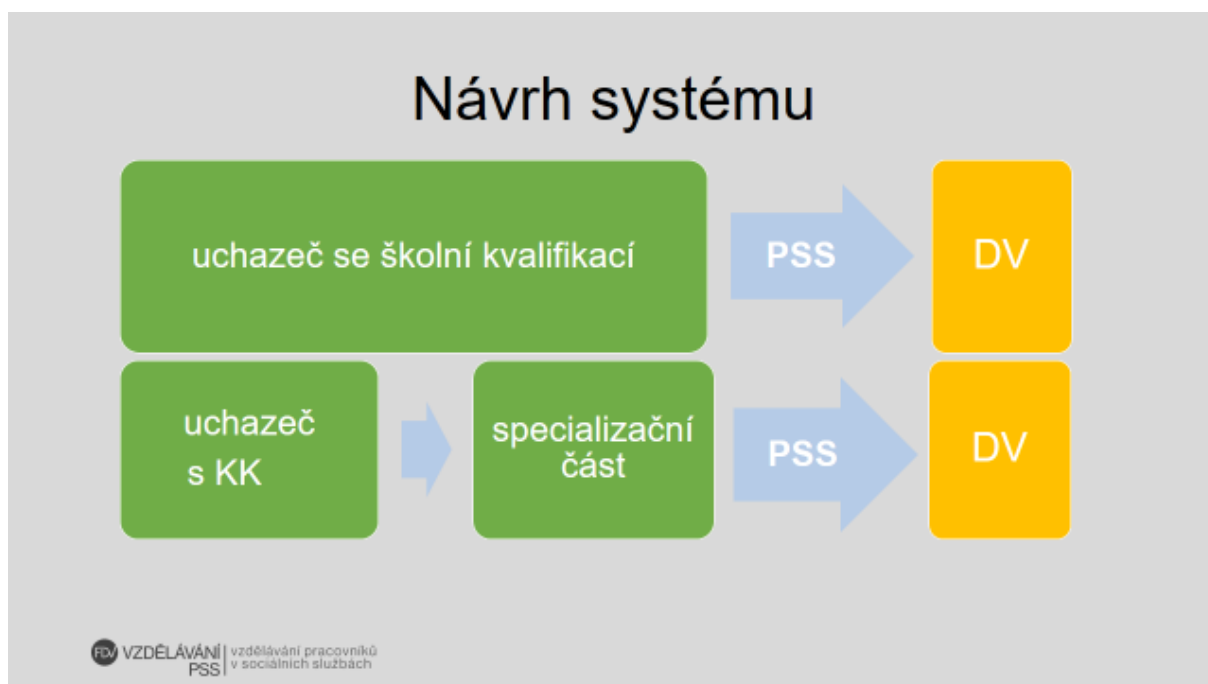 Návrh systému
uchazeč se školní kvalifikací
PSS
DV
uchazeč
s KK
specializační
část
PSS
DV
FDV
VZDĚLÁVÁNÍ
PSS
vzdělávání pracovníků
v sociálních službách